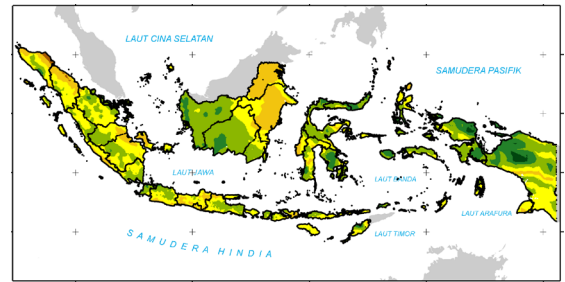 LAUT CINA SELATAN
SAMUDERA PASIFIK
LAUT JAWA
LAUT BANDA
LAUT ARAFURA
LAUT TIMOR
SAMUDERA HINDIA